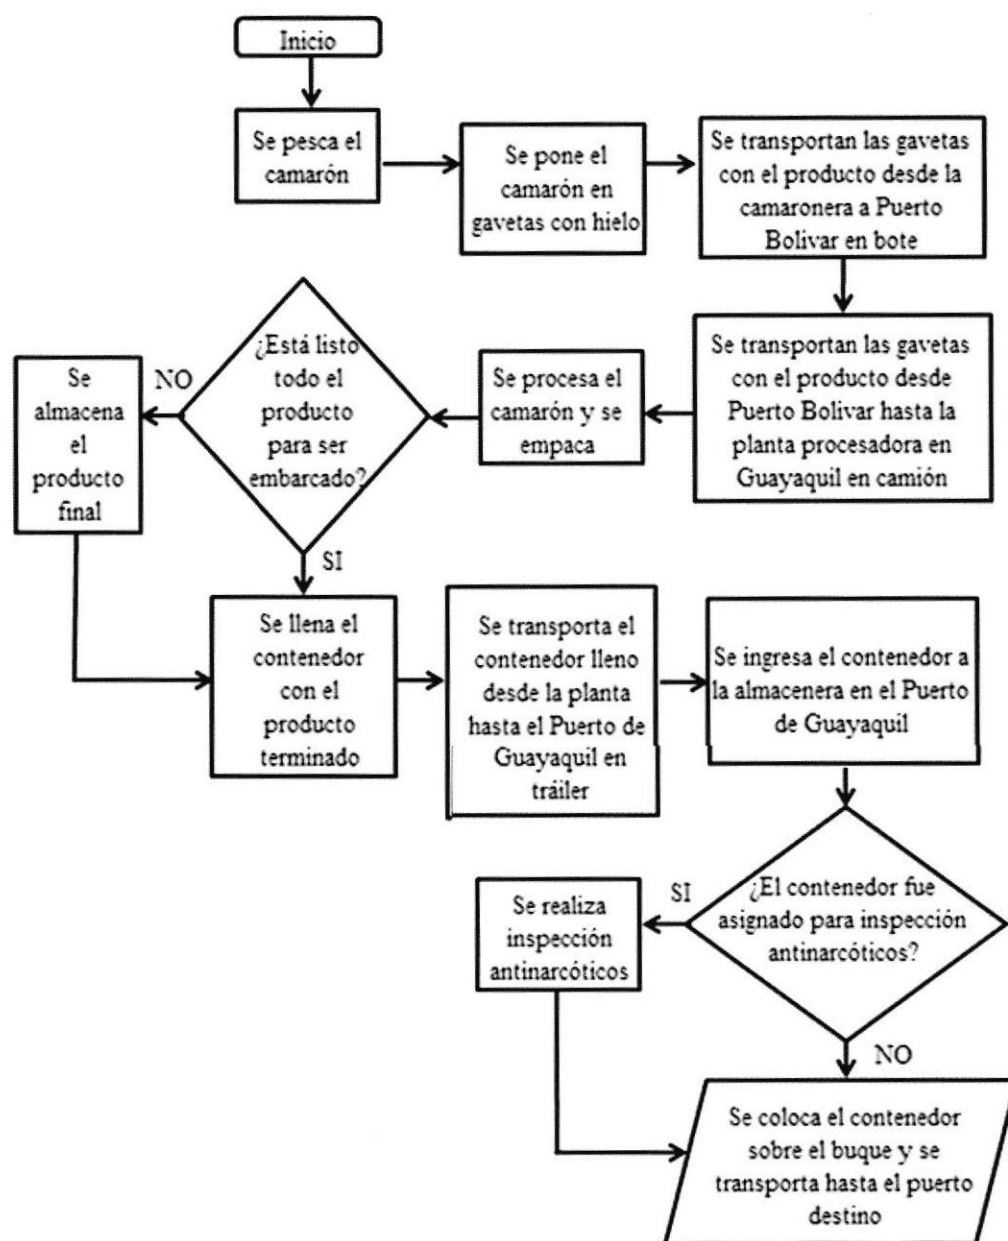 Inicio
Se pesca el
camarón
Se pone el
camarón en
gavetas con hielo
Se transportan las gavetas
con el producto desde la
camaronera a Puerto
Bolivar en bote
Se transportan las gavetas
con el producto desde
Puerto Bolivar hasta la
planta procesadora en
Guayaquil en camión
Se procesa el
camarón y se
empaca
¿Está listo
todo el
producto
para ser
embarcado?
NO
Se
almacena
el
producto
final
SI
Se llena el
contenedor
con el
producto
terminado
Se transporta el
contenedor lleno
desde la planta
hasta el Puerto de
Guayaquil en
tráiler
Se ingresa el contenedor a
la almacenera en el Puerto
de Guayaquil
¿El contenedor fue
asignado para inspección
antinarcóticos?
SI
Se realiza
inspección
antinarcóticos
NO
Se coloca el contenedor
sobre el buque y se
transporta hasta el puerto
destino